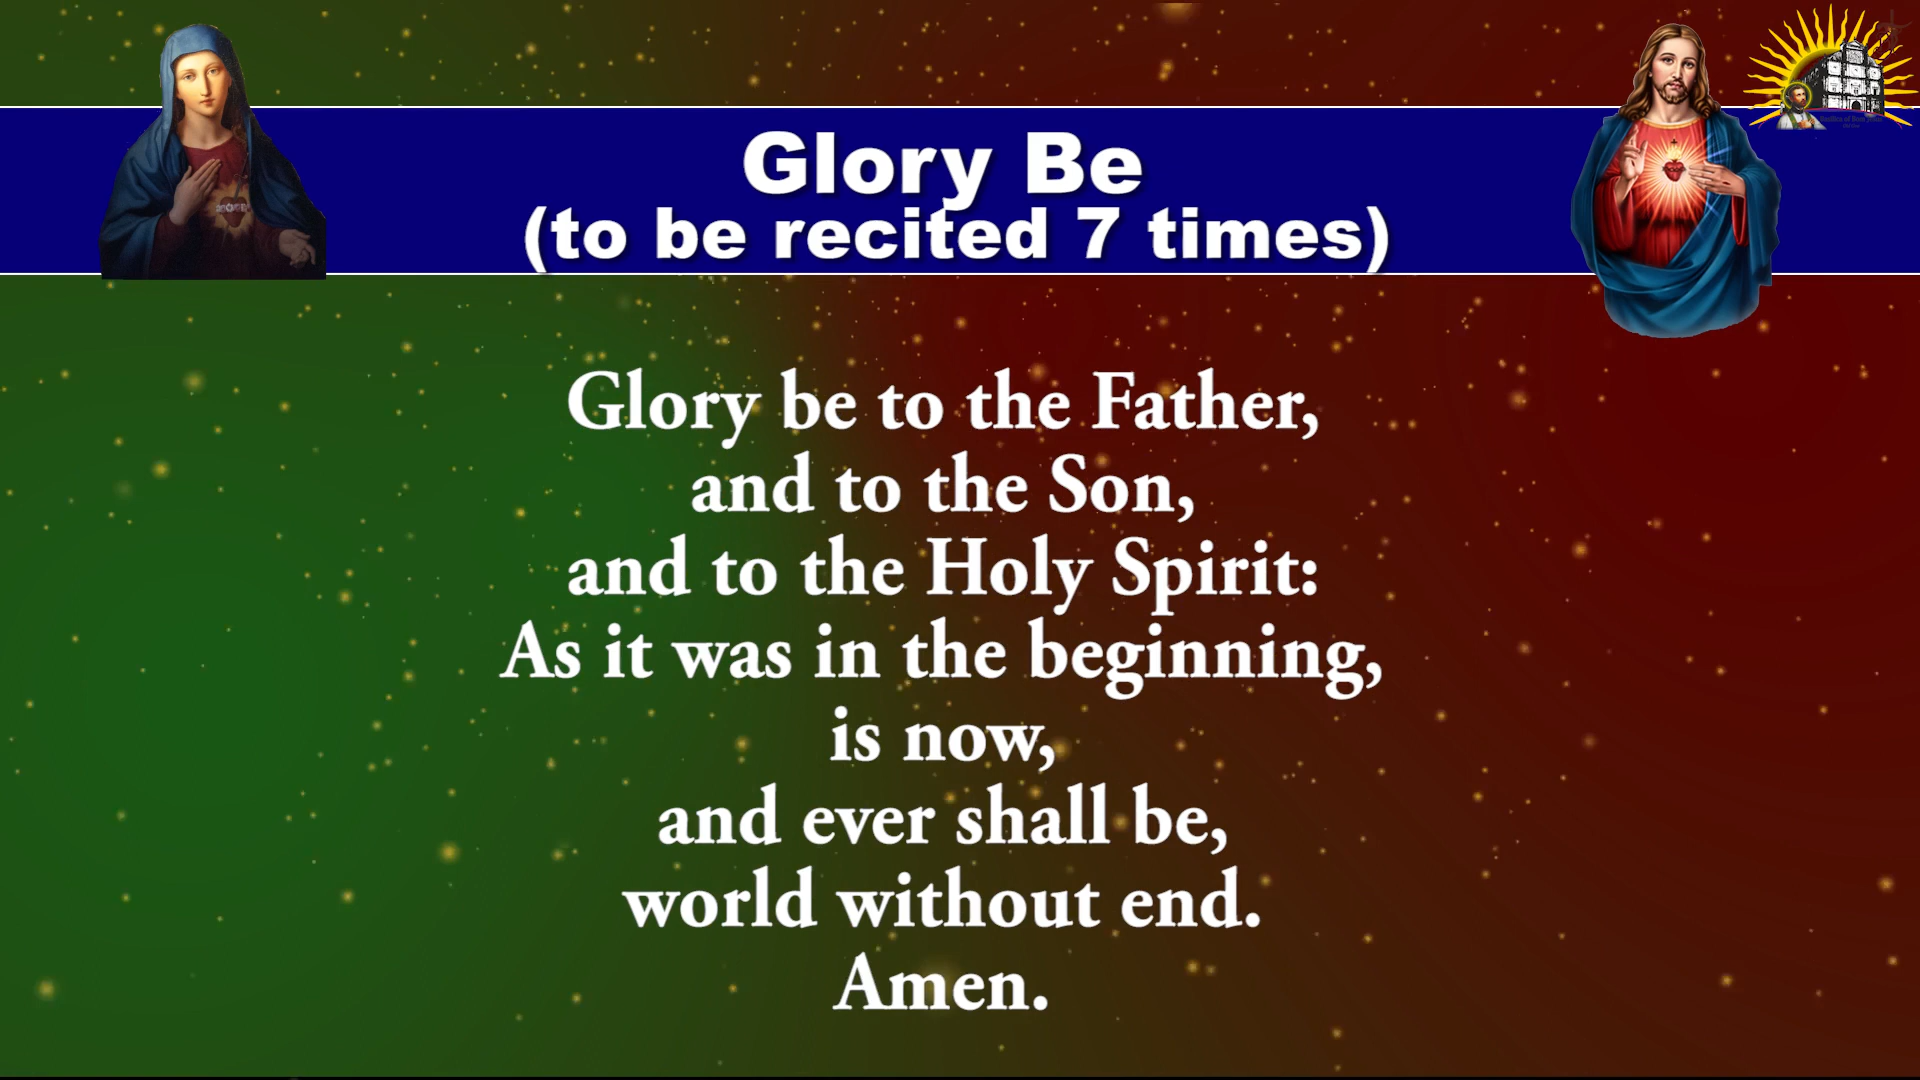 Glory Be
(to be recited 7 times)
Glory be to the Father,
and to the Son,
and to the Holy Spirit:
As it was in the beginning,
is now,
and ever shall be,
world without end.
Amen.